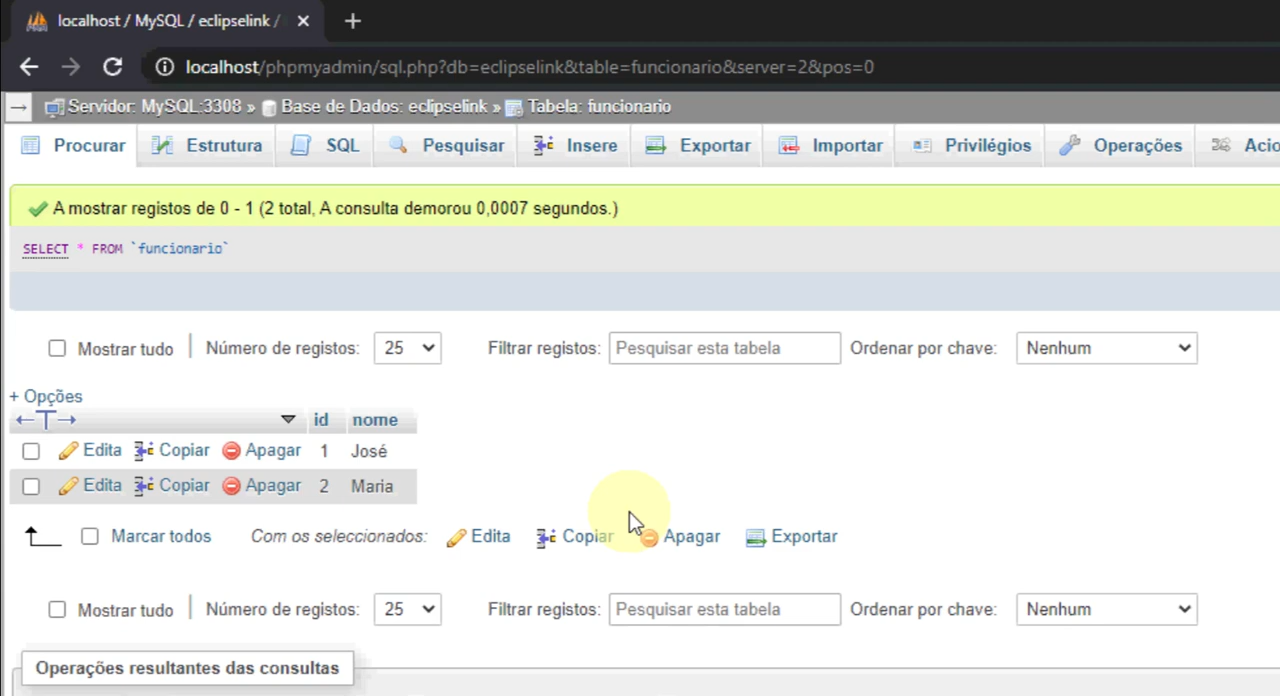 localhost / MySQL / eclipselink /
localhost/phpmyadmin/sql.php?db=eclipselink&table=funcionario&server=2&pos=0
Servidor: MySQL:3308 » Base de Dados: eclipselink » Tabela: funcionario
Procurar Estrutura SQL Pesquisar Insere Exportar Importar Privilégios Operações Acio
A mostrar registos de 0 - 1 (2 total, A consulta demorou 0,0007 segundos.)
SELECT * FROM `funcionario`
Mostrar tudo Número de registos: 25 Filtrar registos: Pesquisar esta tabela Ordenar por chave: Nenhum
+ Opções
←T→ id nome
Edita Copiar Apagar 1 José
Edita Copiar Apagar 2 Maria
Marcar todos Com os seleccionados: Edita Copiar Apagar Exportar
Mostrar tudo Número de registos: 25 Filtrar registos: Pesquisar esta tabela Ordenar por chave: Nenhum
Operações resultantes das consultas